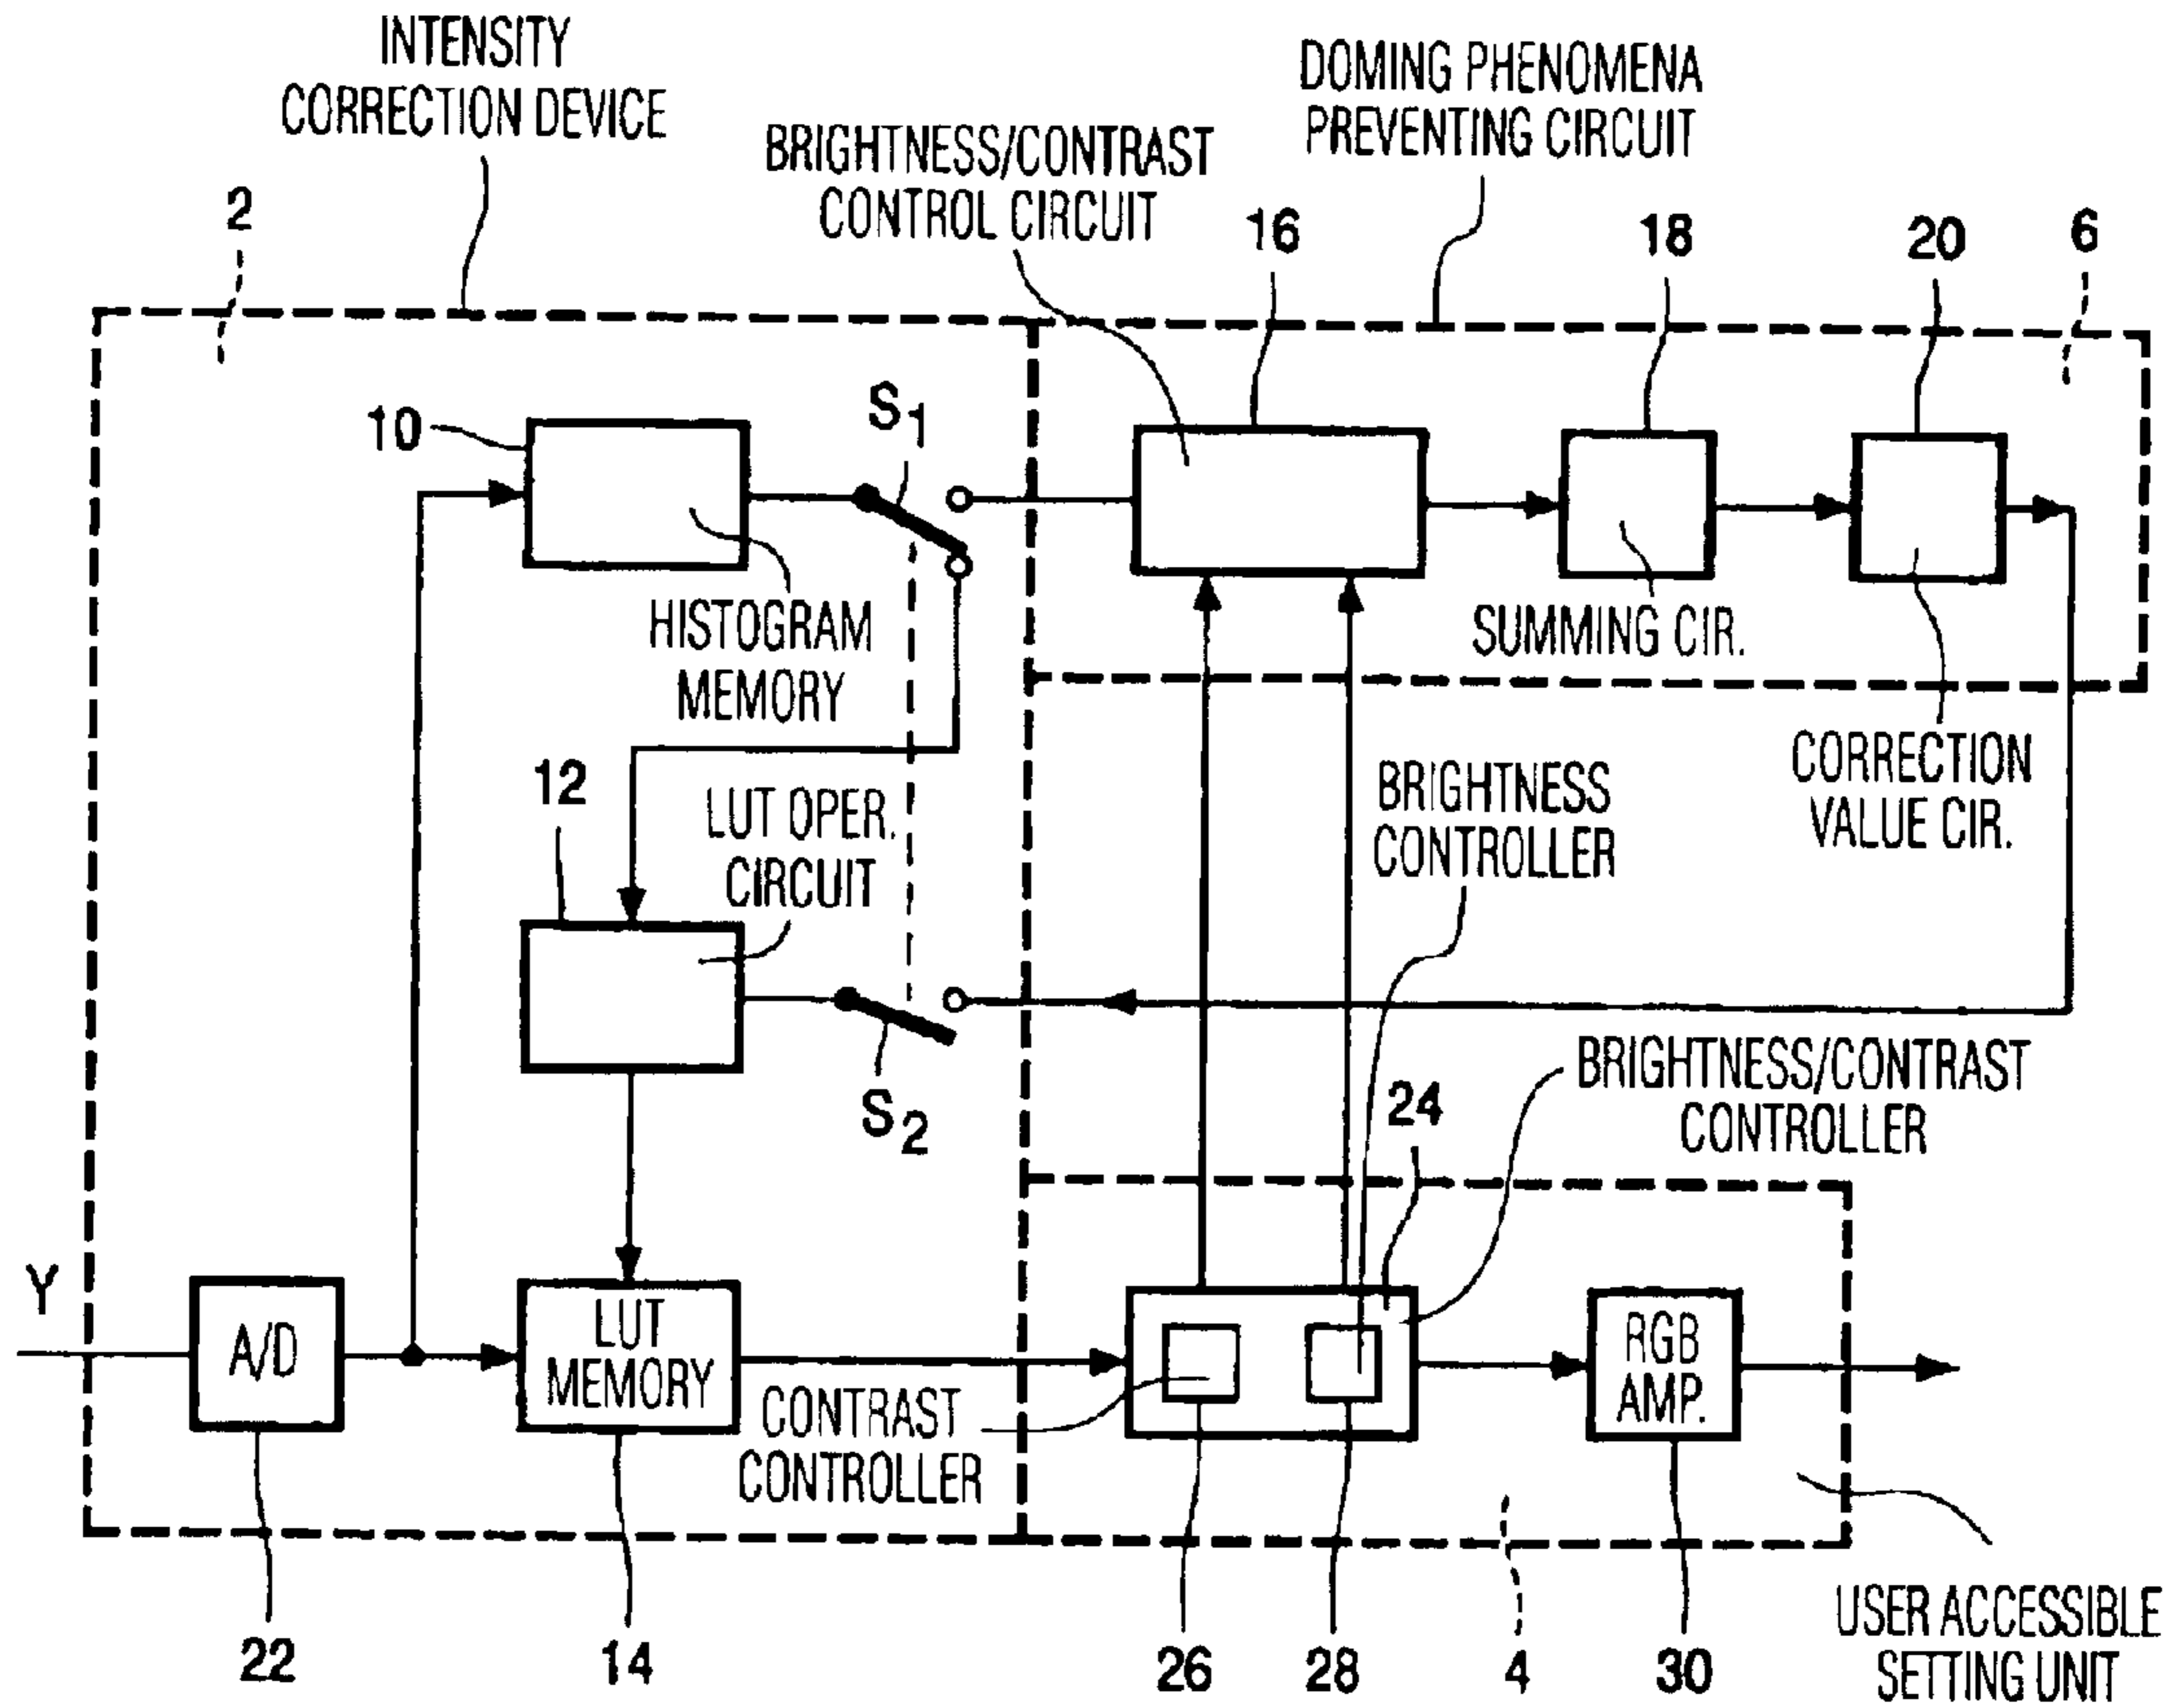 INTENSITY
CORRECTION DEVICE
DOMING PHENOMENA
PREVENTING CIRCUIT
BRIGHTNESS/CONTRAST
CONTROL CIRCUIT
2
16
18
20
6
10
S1
HISTOGRAM
MEMORY
SUMMING CIR.
CORRECTION
VALUE CIR.
12
LUT OPER.
CIRCUIT
BRIGHTNESS
CONTROLLER
S2
24
BRIGHTNESS/CONTRAST
CONTROLLER
Y
A/D
LUT
MEMORY
RGB
AMP.
CONTRAST
CONTROLLER
22
14
26
28
4
30
USER ACCESSIBLE
SETTING UNIT